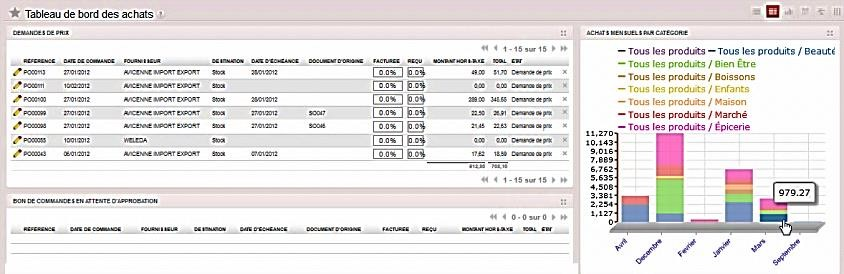 Tableau de bord des achats ?
DEMANDES DE PRIX
1 - 15 sur 15
RÉFÉRENCE DATE DE COMMANDE FOURNISSEUR DESTINATION DATE D'ÉCHÉANCE DOCUMENT D'ORIGINE FACTURÉE REÇU MONTANT HORS-TAXE TOTAL ETAT
PO00113 27/01/2012 AVICENNE IMPORT EXPORT Stock 28/01/2012 0.0% 0.0% 49,00 51,70 Demande de prix
PO00111 10/02/2012 AVICENNE IMPORT EXPORT Stock 0.0% 0.0% 0,00 0,00 Demande de prix
PO00100 27/01/2012 AVICENNE IMPORT EXPORT Stock 28/01/2012 0.0% 0.0% 289,00 Demande de prix
PO00099 27/01/2012 AVICENNE IMPORT EXPORT Stock 27/01/2012 SO047 0.0% 0.0% 22,50 26,91 Demande de prix
PO00098 27/01/2012 AVICENNE IMPORT EXPORT Stock 27/01/2012 SO046 0.0% 0.0% 21,45 22,63 Demande de prix
10/01/2012 WELEDA Stock 0.0% 0.0% 0,00 0,00 Demande de prix
PO00043 06/01/2012 AVICENNE IMPORT EXPORT Stock 07/01/2012 0.0% 0.0% 17,62 18,59 Demande de prix
1 - 15 sur 15
BON DE COMMANDES EN ATTENTE D'APPROBATION
0 - 0 sur 0
RÉFÉRENCE DATE DE COMMANDE FOURNISSEUR DESTINATION DATE D'ÉCHÉANCE DOCUMENT D'ORIGINE FACTURÉE REÇU MONTANT HORS-TAXE TOTAL ETAT
ACHATS MENSUELS PAR CATÉGORIE
Tous les produits Tous les produits / Beauté
Tous les produits / Bien Être
Tous les produits / Boissons
Tous les produits / Enfants
Tous les produits / Maison
Tous les produits / Marché
Tous les produits / Épicerie
11,270
10,143
9,016
7,889
6,762
5,635
4,508
3,381
2,254
1,127
0
979.27
Avril Decembre Fevrier Janvier Mars Septembre